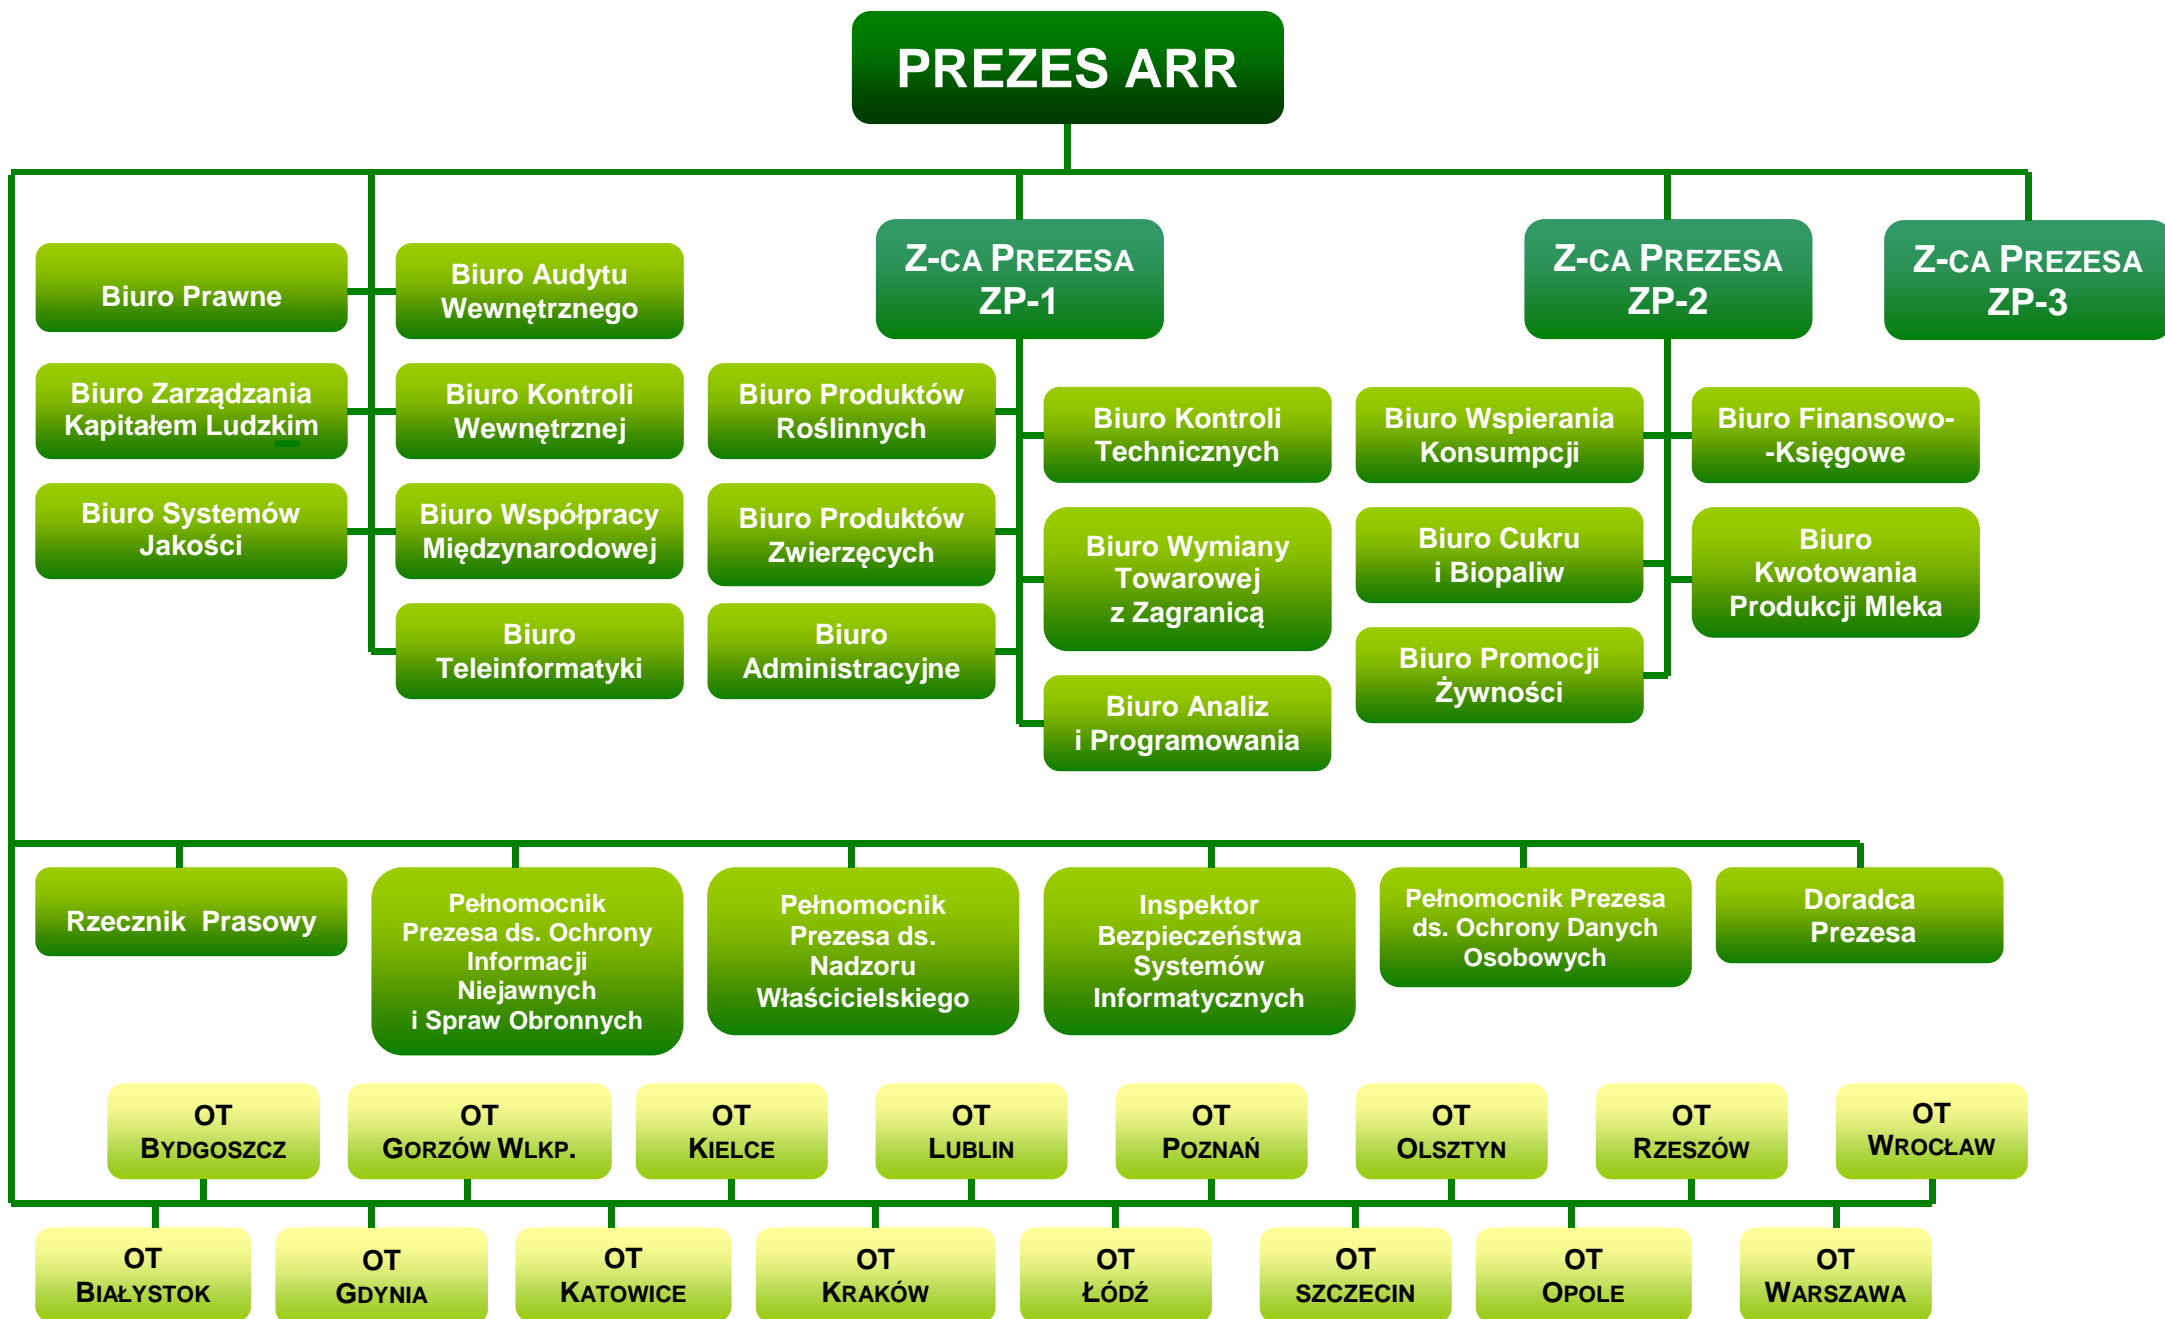 PREZES ARR
Biuro Prawne
Biuro Audytu
Wewnętrznego
Z-CA PREZESA
ZP-1
Z-CA PREZESA
ZP-2
Z-CA PREZESA
ZP-3
Biuro Zarządzania
Kapitałem Ludzkim
Biuro Kontroli
Wewnętrznej
Biuro Produktów
Roślinnych
Biuro Kontroli
Technicznych
Biuro Wspierania
Konsumpcji
Biuro Finansowo-
-Księgowe
Biuro Systemów
Jakości
Biuro Współpracy
Międzynarodowej
Biuro Produktów
Zwierzęcych
Biuro Wymiany
Towarowej
z Zagranicą
Biuro Cukru
i Biopaliw
Biuro
Kwotowania
Produkcji Mleka
Biuro
Teleinformatyki
Biuro
Administracyjne
Biuro Analiz
i Programowania
Biuro Promocji
Żywności
Rzecznik Prasowy
Pełnomocnik
Prezesa ds. Ochrony
Informacji
Niejawnych
i Spraw Obronnych
Pełnomocnik
Prezesa ds.
Nadzoru
Właścicielskiego
Inspektor
Bezpieczeństwa
Systemów
Informatycznych
Pełnomocnik Prezesa
ds. Ochrony Danych
Osobowych
Doradca
Prezesa
OT
BYDGOSZCZ
OT
GORZÓW WLKP.
OT
KIELCE
OT
LUBLIN
OT
POZNAŃ
OT
OLSZTYN
OT
RZESZÓW
OT
WROCŁAW
OT
BIAŁYSTOK
OT
GDYNIA
OT
KATOWICE
OT
KRAKÓW
OT
ŁÓDŹ
OT
SZCZECIN
OT
OPOLE
OT
WARSZAWA